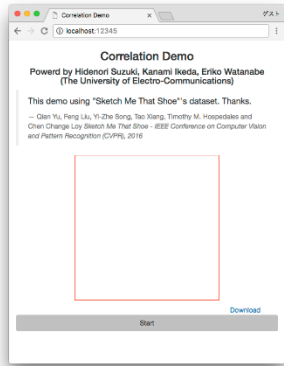 Correlation Demo
ゲスト
localhost:12345
Correlation Demo
Powerd by Hidenori Suzuki, Kanami Ikeda, Eriko Watanabe
(The University of Electro-Communications)
This demo using "Sketch Me That Shoe"'s dataset. Thanks.
— Qian Yu, Feng Liu, Yi-Zhe Song, Tao Xiang, Timothy M. Hospedales and
Chen Change Loy Sketch Me That Shoe - IEEE Conference on Computer Vision
and Pattern Recognition (CVPR), 2016
Download
Start